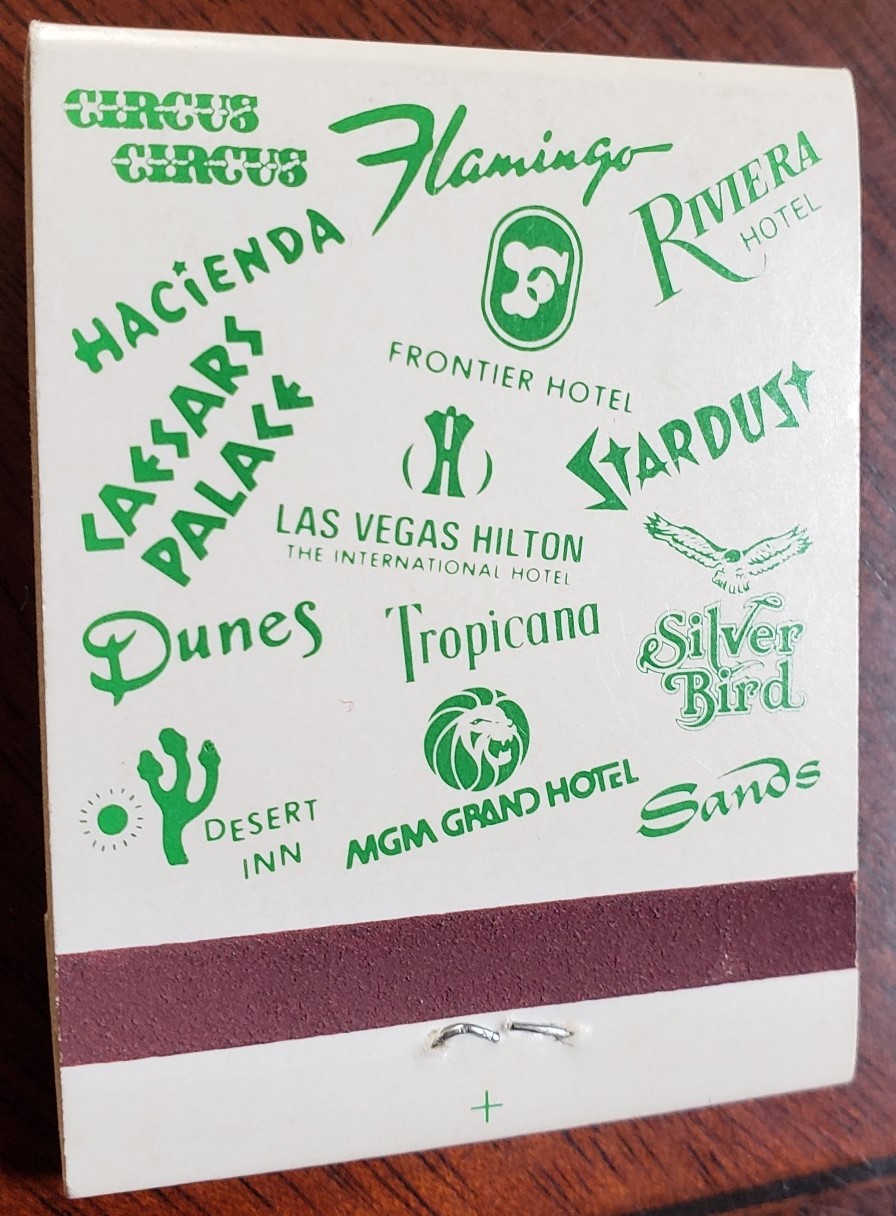 CIRCUS
CIRCUS
Flamingo
RIVIERA
HOTEL
HACiENDA
FRONTIER HOTEL
CAESARS
PALACE
STARDUST
H
LAS VEGAS HILTON
THE INTERNATIONAL HOTEL
Dunes
Tropicana
Silver
Bird
DESERT
INN
MGM GRAND HOTEL
Sands